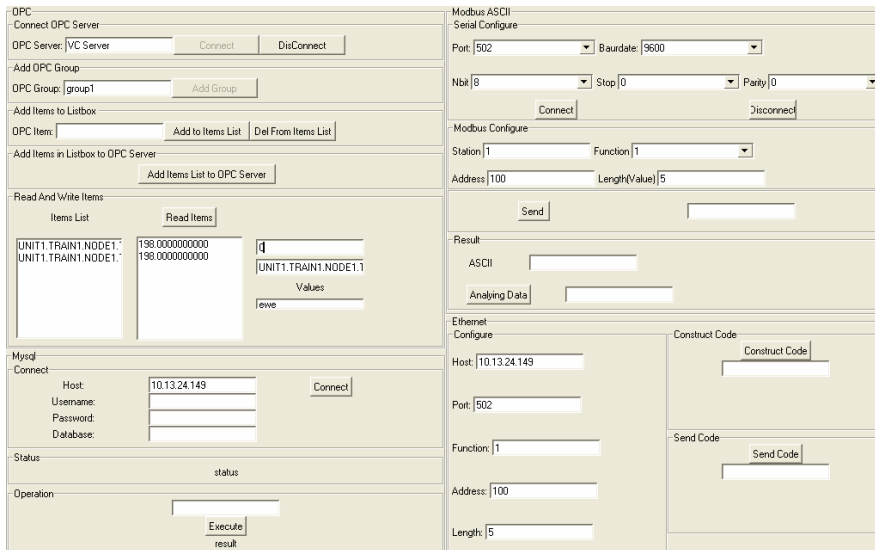 OPC
Connect OPC Server
OPC Server: VC Server Connect DisConnect
Add OPC Group
OPC Group: group1 Add Group
Add Items to Listbox
OPC Item: Add to Items List Del From Items List
Add Items in Listbox to OPC Server
Add Items List to OPC Server
Read And Write Items
Items List Read Items
UNIT1.TRAIN1.NODE1. 198.0000000000
UNIT1.TRAIN1.NODE1. 198.0000000000
UNIT1.TRAIN1.NODE1.
Values
ewe
Mysql
Connect
Host: 10.13.24.149 Connect
Username:
Password:
Database:
Status
status
Operation
Execute
result
Modbus ASCII
Serial Configure
Port: 502 Baurdate: 9600
Nbit 8 Stop 0 Parity 0
Connect Disconnect
Modbus Configure
Station 1 Function 1
Address 100 Length(Value) 5
Send
Result
ASCII
Analying Data
Ethernet
Configure
Host: 10.13.24.149
Port: 502
Function: 1
Address: 100
Length: 5
Construct Code
Construct Code
Send Code
Send Code